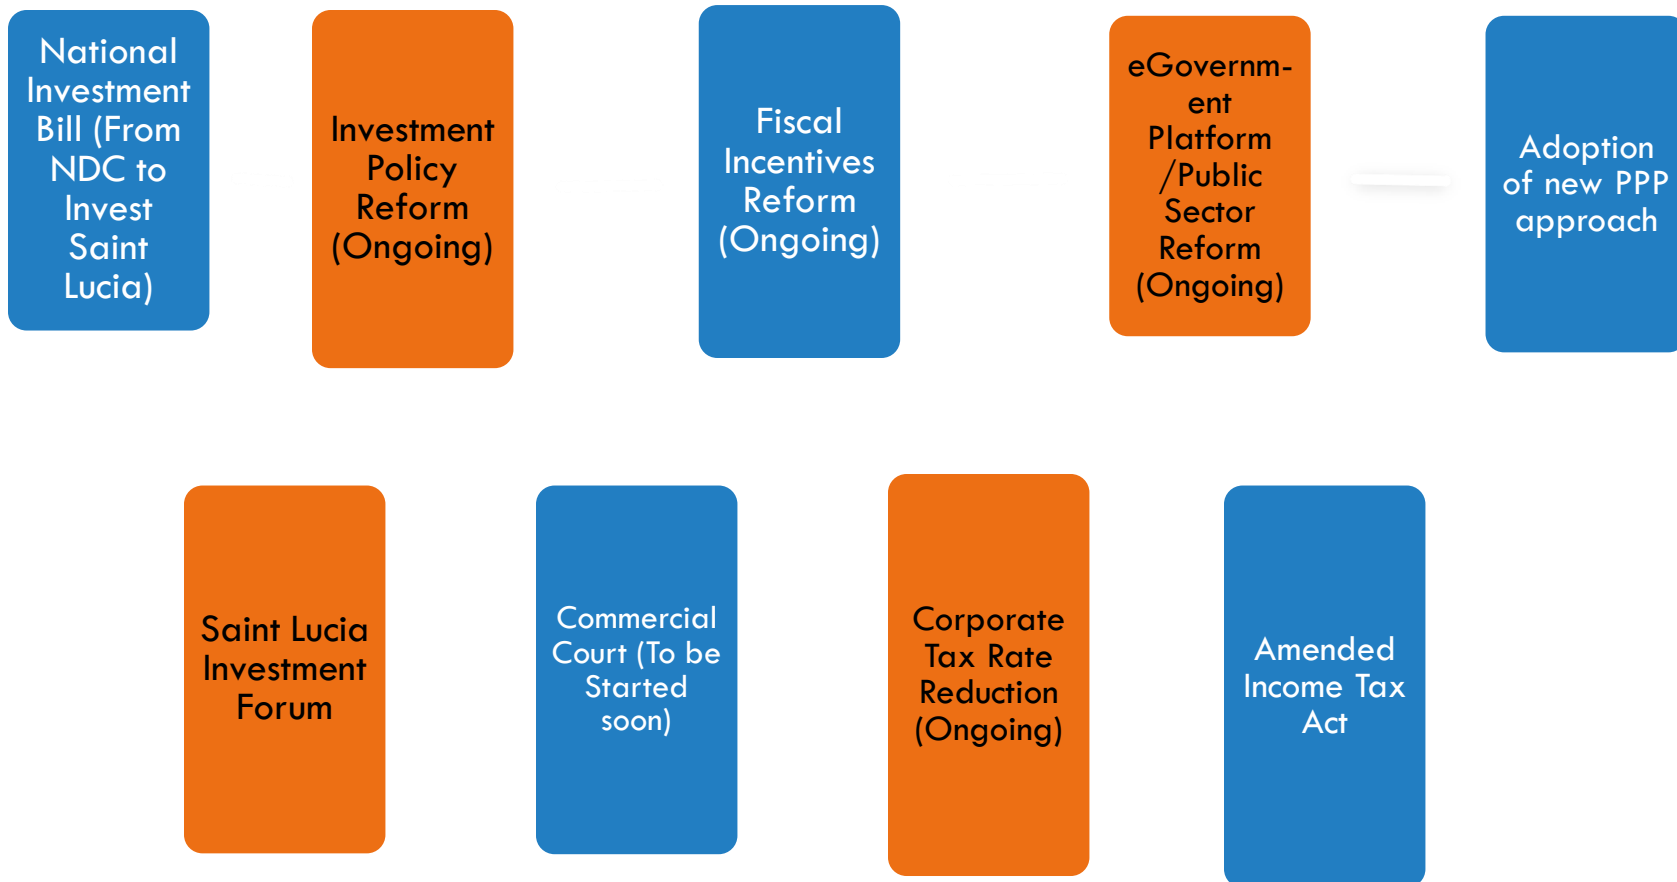 National
Investment
Bill (From
NDC to
Invest
Saint
Lucia)
Investment
Policy
Reform
(Ongoing)
Fiscal
Incentives
Reform
(Ongoing)
eGovernm-
ent
Platform
/Public
Sector
Reform
(Ongoing)
Adoption
of new PPP
approach
Saint Lucia
Investment
Forum
Commercial
Court (To be
Started
soon)
Corporate
Tax Rate
Reduction
(Ongoing)
Amended
Income Tax
Act